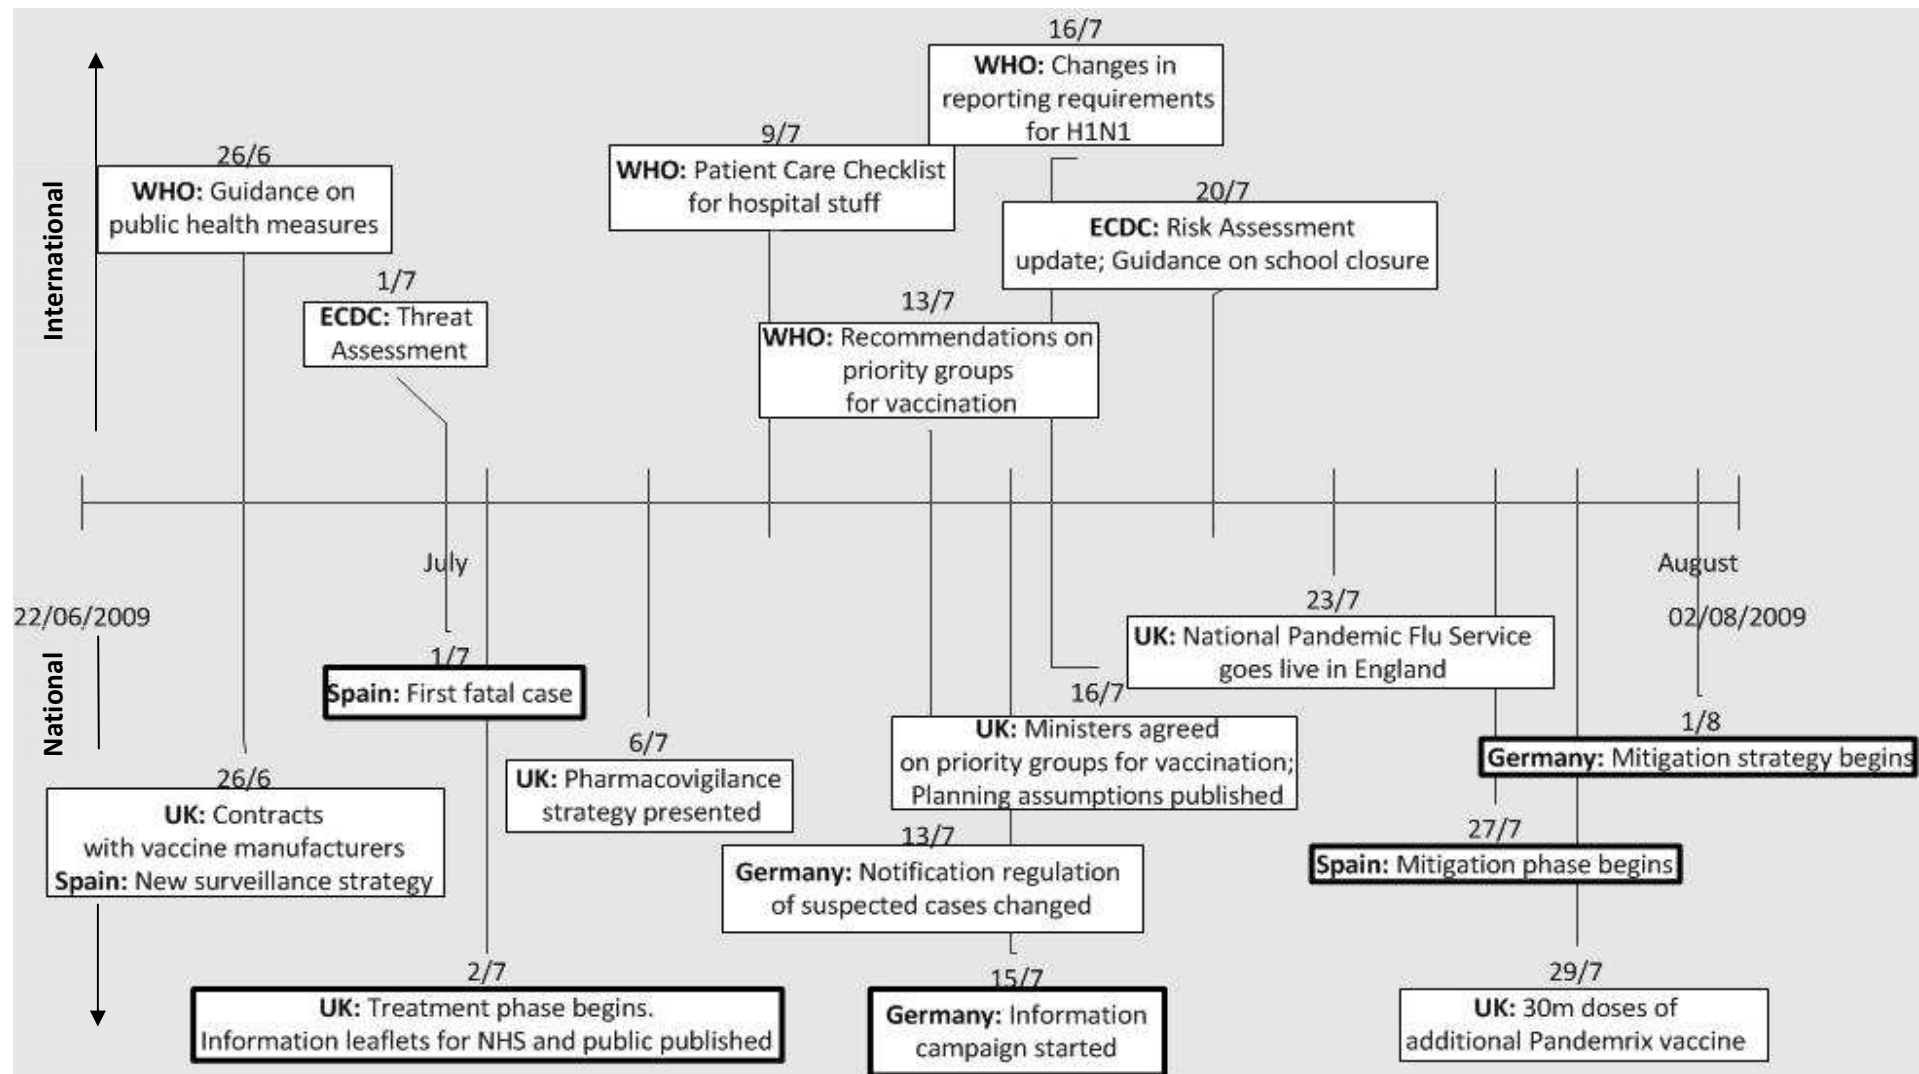 16/7
WHO: Changes in
reporting requirements
for H1N1
9/7
WHO: Patient Care Checklist
for hospital stuff
26/6
WHO: Guidance on
public health measures
20/7
ECDC: Risk Assessment
update; Guidance on school closure
International
1/7
ECDC: Threat
Assessment
13/7
WHO: Recommendations on
priority groups
for vaccination
July
August
22/06/2009
02/08/2009
National
23/7
UK: National Pandemic Flu Service
goes live in England
1/7
Spain: First fatal case
16/7
UK: Ministers agreed
on priority groups for vaccination;
Planning assumptions published
1/8
Germany: Mitigation strategy begins
6/7
UK: Pharmacovigilance
strategy presented
26/6
UK: Contracts
with vaccine manufacturers
Spain: New surveillance strategy
13/7
Germany: Notification regulation
of suspected cases changed
27/7
Spain: Mitigation phase begins
2/7
UK: Treatment phase begins.
Information leaflets for NHS and public published
15/7
Germany: Information
campaign started
29/7
UK: 30m doses of
additional Pandemrix vaccine